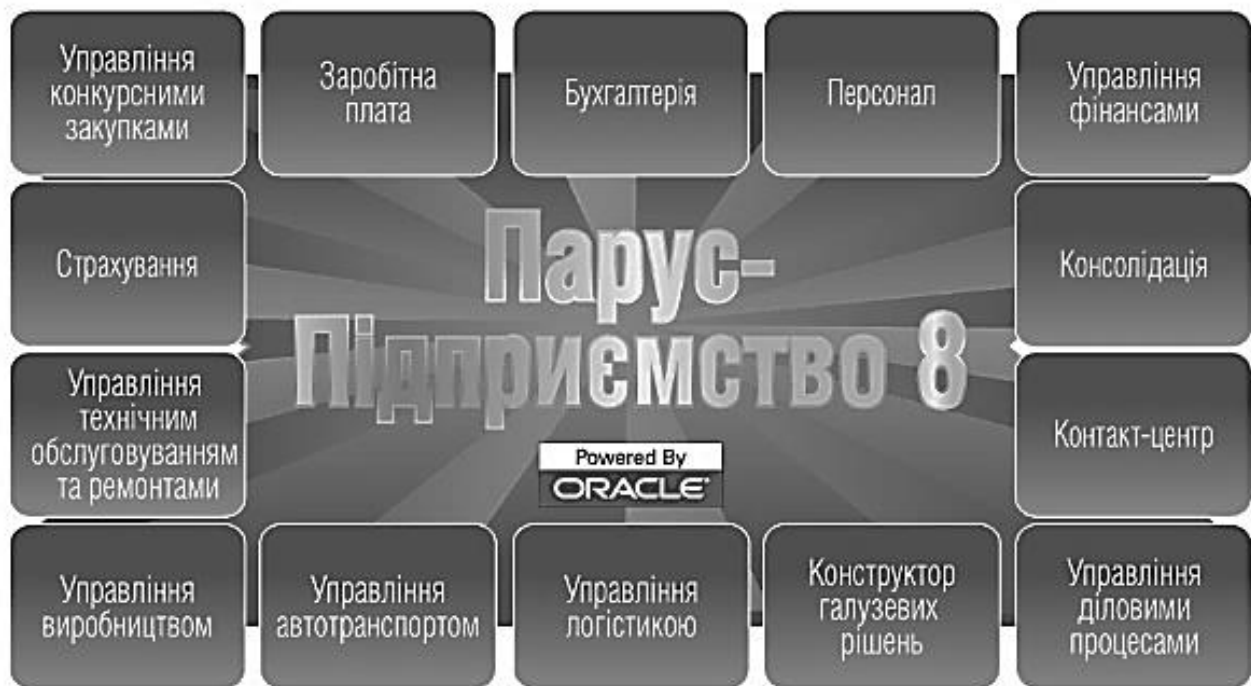 Управління
конкурсними
закупками
Заробітна
плата
Бухгалтерія
Персонал
Управління
фінансами
Страхування
Парус-
Підприємство 8
Консолідація
Управління
технічним
обслуговуванням
та ремонтами
Powered By
ORACLE
Контакт-центр
Управління
виробництвом
Управління
автотранспортом
Управління
логістикою
Конструктор
галузевих
рішень
Управління
діловими
процесами